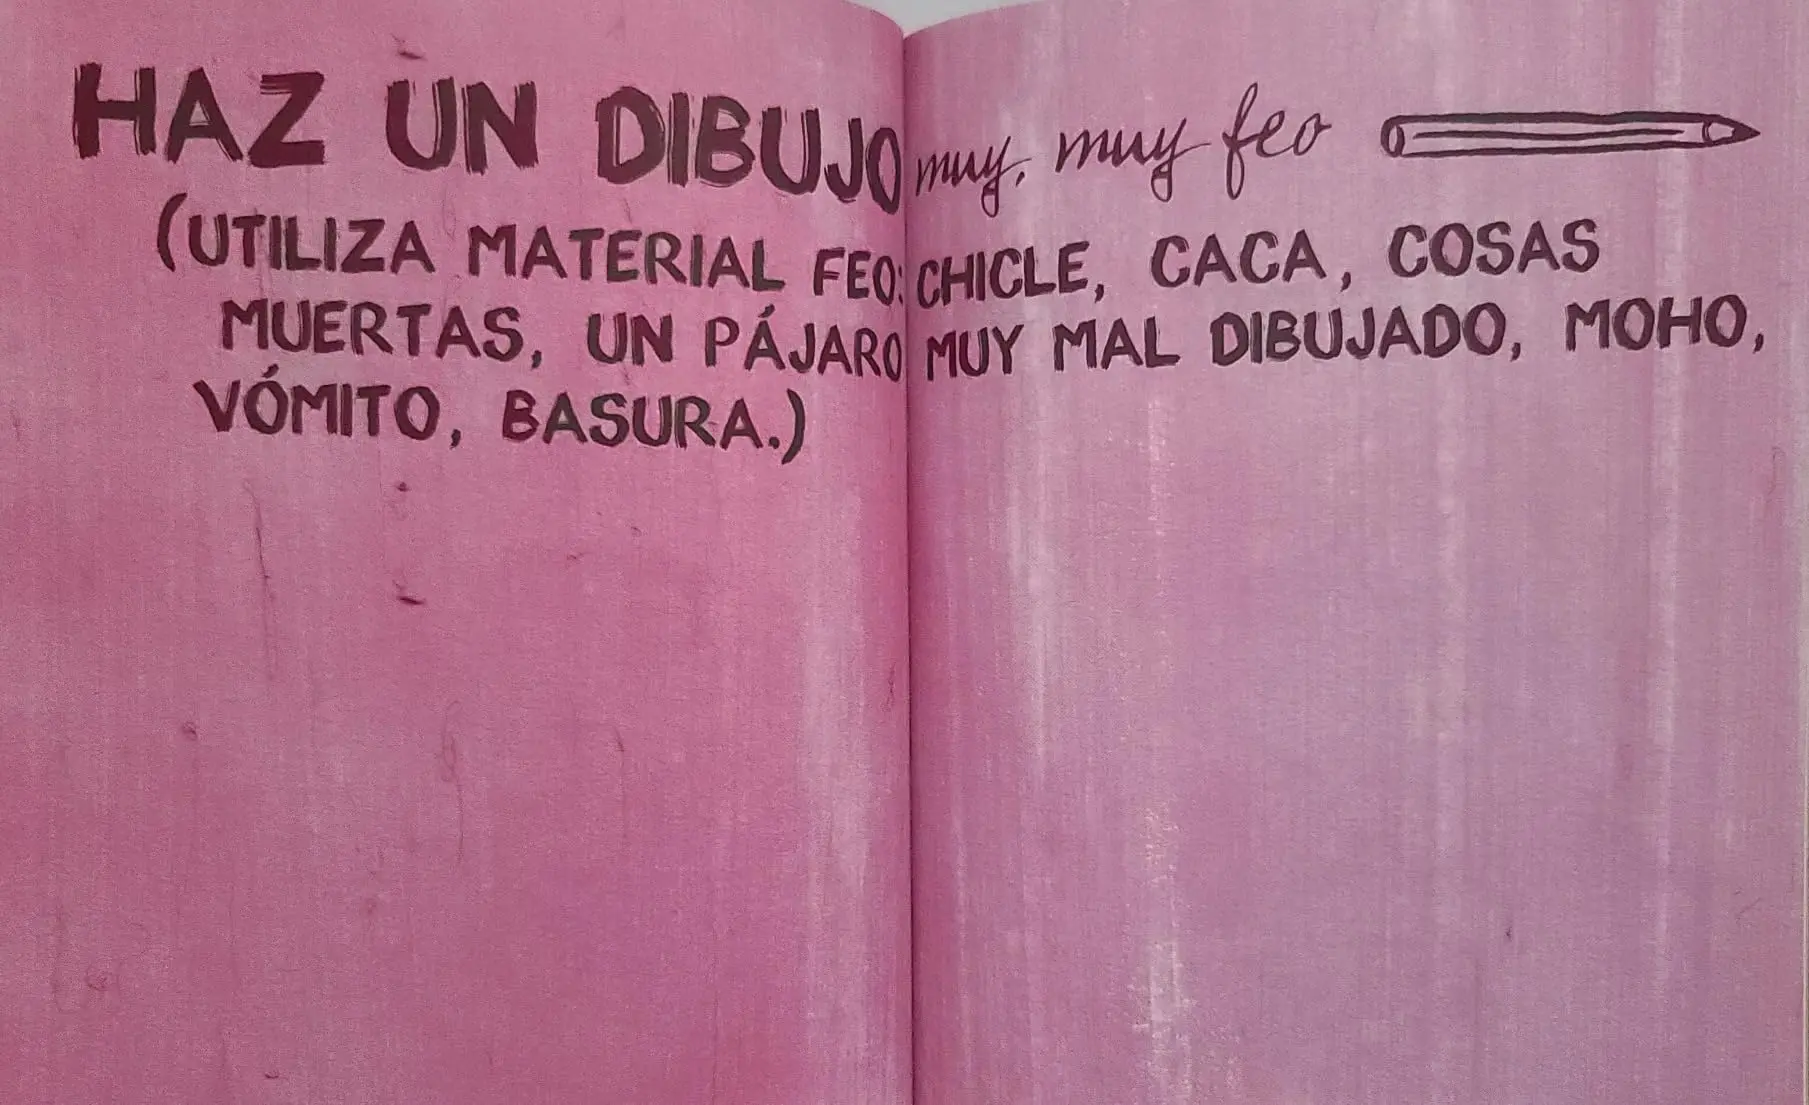 HAZ UN DIBUJO muy, muy feo
(UTILIZA MATERIAL FEO: CHICLE, CACA, COSAS
MUERTAS, UN PÁJARO MUY MAL DIBUJADO, MOHO,
VÓMITO, BASURA.)